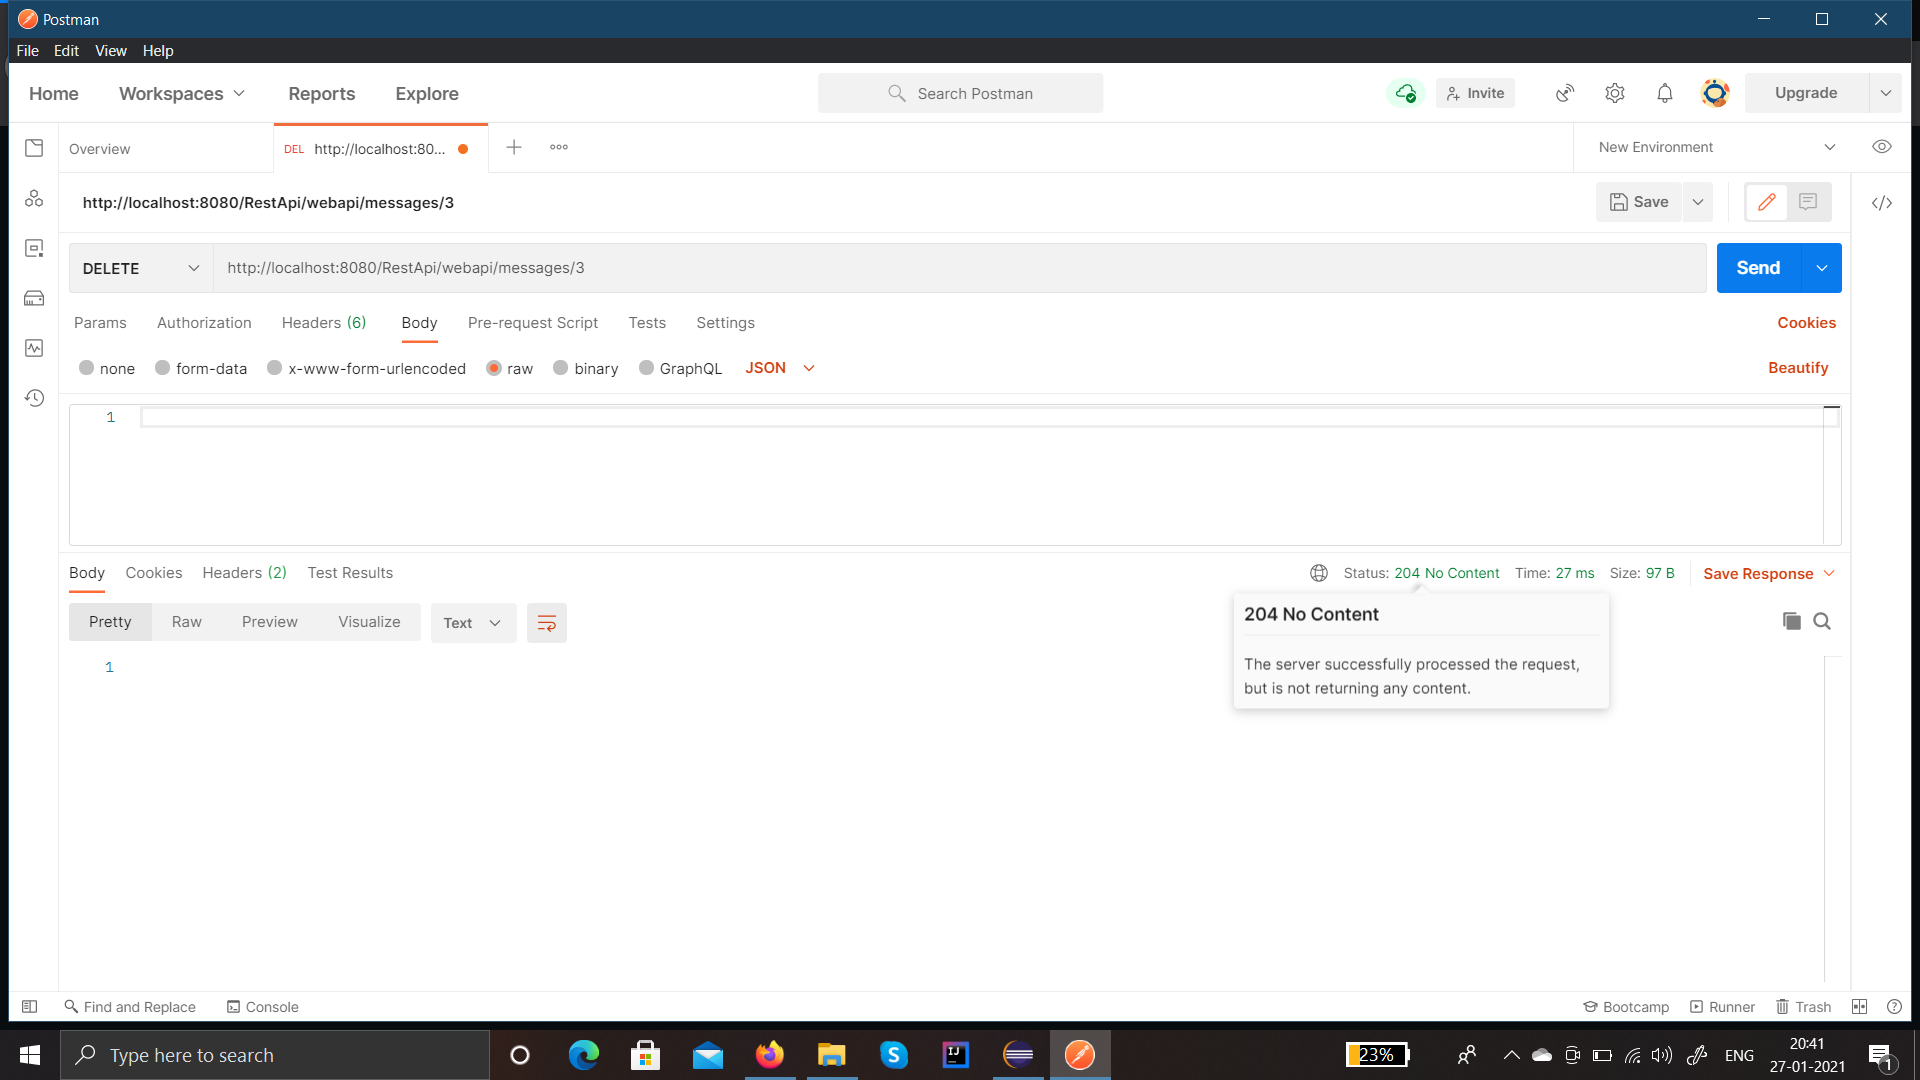 Postman
File Edit View Help
Home Workspaces Reports Explore Search Postman Invite Upgrade
Overview DEL http://localhost:80... New Environment
http://localhost:8080/RestApi/webapi/messages/3 Save
DELETE http://localhost:8080/RestApi/webapi/messages/3 Send
Params Authorization Headers (6) Body Pre-request Script Tests Settings Cookies
none form-data x-www-form-urlencoded raw binary GraphQL JSON Beautify
1
Body Cookies Headers (2) Test Results Status: 204 No Content Time: 27 ms Size: 97 B Save Response
204 No Content
Pretty Raw Preview Visualize Text
1
The server successfully processed the request,
but is not returning any content.
Find and Replace Console Bootcamp Runner Trash
Type here to search 23% ENG 20:41
27-01-2021 1